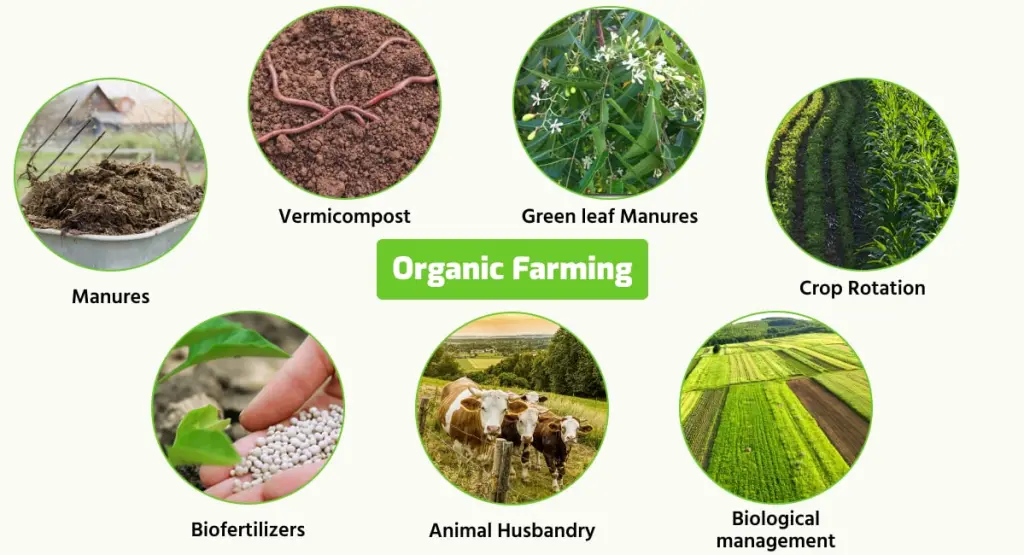 Vermicompost
Green leaf Manures
Organic Farming
Manures
Crop Rotation
Biofertilizers
Animal Husbandry
Biological
management